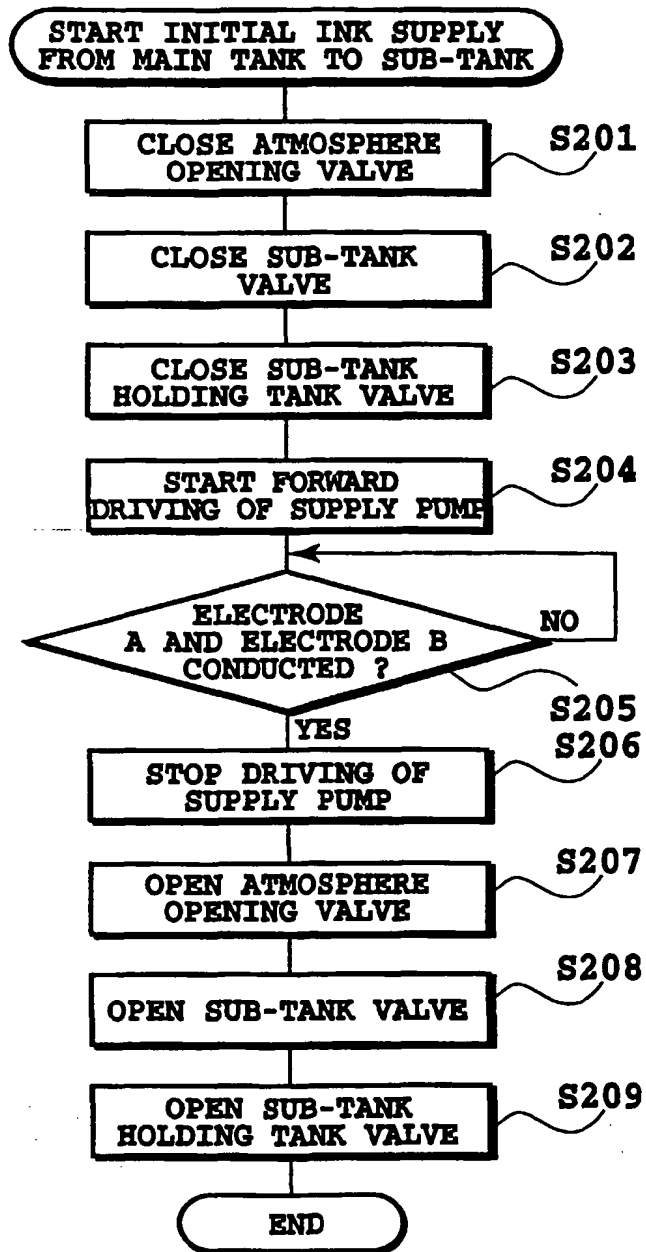 START INITIAL INK SUPPLY
FROM MAIN TANK TO SUB-TANK
CLOSE ATMOSPHERE
OPENING VALVE
S201
CLOSE SUB-TANK
VALVE
S202
CLOSE SUB-TANK
HOLDING TANK VALVE
S203
START FORWARD
DRIVING OF SUPPLY PUMP
S204
ELECTRODE
A AND ELECTRODE B
CONDUCTED ?
NO
S205
YES
STOP DRIVING OF
SUPPLY PUMP
S206
OPEN ATMOSPHERE
OPENING VALVE
S207
OPEN SUB-TANK VALVE
S208
OPEN SUB-TANK
HOLDING TANK VALVE
S209
END